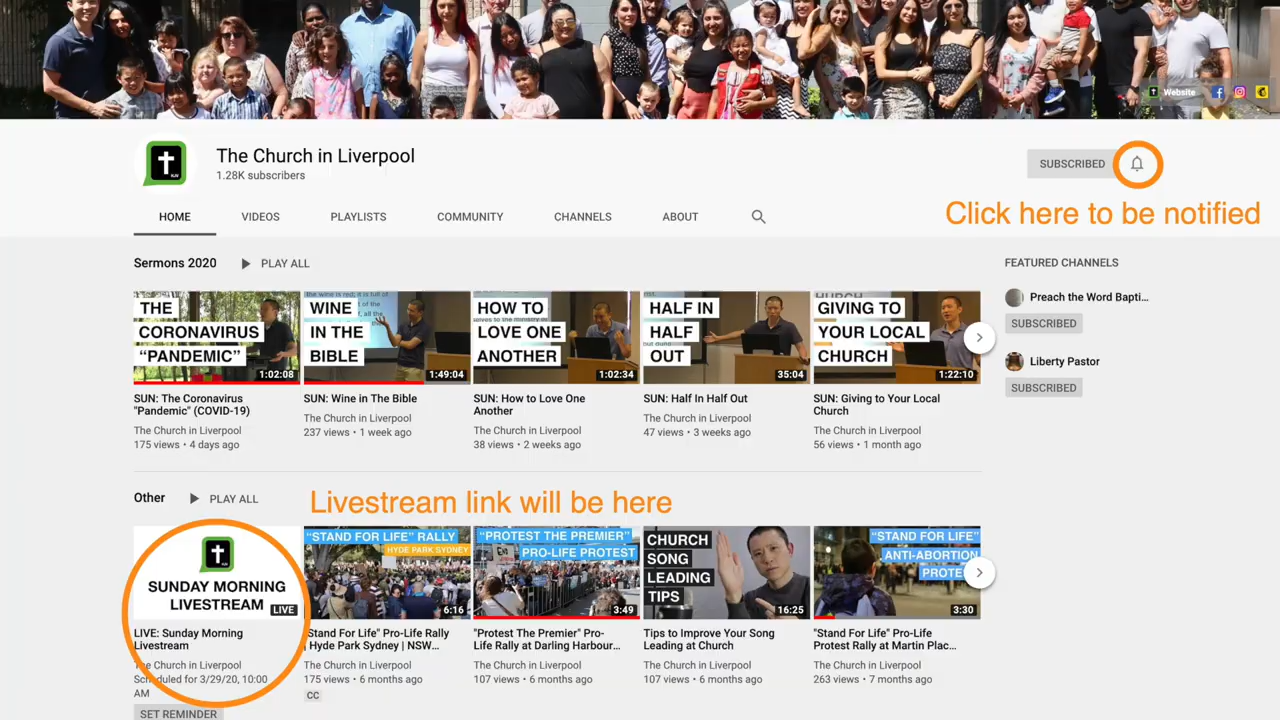 Website
The Church in Liverpool
1.28K subscribers
SUBSCRIBED
HOME
VIDEOS
PLAYLISTS
COMMUNITY
CHANNELS
ABOUT
Click here to be notified
Sermons 2020
PLAY ALL
THE
CORONAVIRUS
“PANDEMIC”
1:02:08
WINE
IN THE
BIBLE
1:49:04
HOW TO
LOVE ONE
ANOTHER
1:02:34
HALF IN
HALF
OUT
35:04
GIVING TO
YOUR LOCAL
CHURCH
1:22:10
SUN: The Coronavirus
"Pandemic" (COVID-19)
The Church in Liverpool
175 views • 4 days ago
SUN: Wine in The Bible
The Church in Liverpool
237 views • 1 week ago
SUN: How to Love One
Another
The Church in Liverpool
38 views • 2 weeks ago
SUN: Half In Half Out
The Church in Liverpool
47 views • 3 weeks ago
SUN: Giving to Your Local
Church
The Church in Liverpool
56 views • 1 month ago
FEATURED CHANNELS
Preach the Word Bapti...
SUBSCRIBED
Liberty Pastor
SUBSCRIBED
Other
PLAY ALL
Livestream link will be here
SUNDAY MORNING
LIVESTREAM
LIVE
"STAND FOR LIFE" RALLY
HYDE PARK SYDNEY
6:16
"PROTEST THE PREMIER"
PRO-LIFE PROTEST
3:49
CHURCH
SONG
LEADING
TIPS
16:25
"STAND FOR LIFE"
ANTI-ABORTION
PROTE
3:30
LIVE: Sunday Morning
Livestream
The Church in Liverpool
Scheduled for 3/29/20, 10:00
AM
SET REMINDER
"Stand For Life" Pro-Life Rally
| Hyde Park Sydney | NSW...
The Church in Liverpool
175 views • 6 months ago
CC
"Protest The Premier" Pro-
Life Rally at Darling Harbour...
The Church in Liverpool
107 views • 6 months ago
Tips to Improve Your Song
Leading at Church
The Church in Liverpool
107 views • 6 months ago
"Stand For Life" Pro-Life
Protest Rally at Martin Plac...
The Church in Liverpool
263 views • 7 months ago